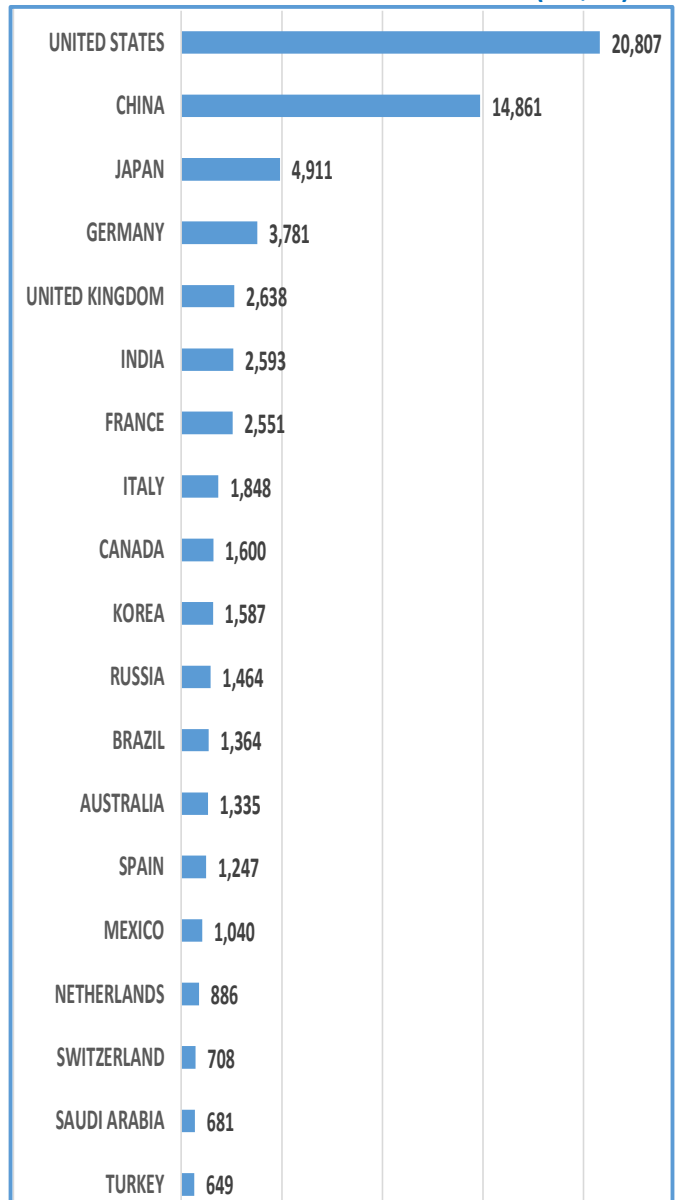 UNITED STATES 20,807
CHINA 14,861
JAPAN 4,911
GERMANY 3,781
UNITED KINGDOM 2,638
INDIA 2,593
FRANCE 2,551
ITALY 1,848
CANADA 1,600
KOREA 1,587
RUSSIA 1,464
BRAZIL 1,364
AUSTRALIA 1,335
SPAIN 1,247
MEXICO 1,040
NETHERLANDS 886
SWITZERLAND 708
SAUDI ARABIA 681
TURKEY 649